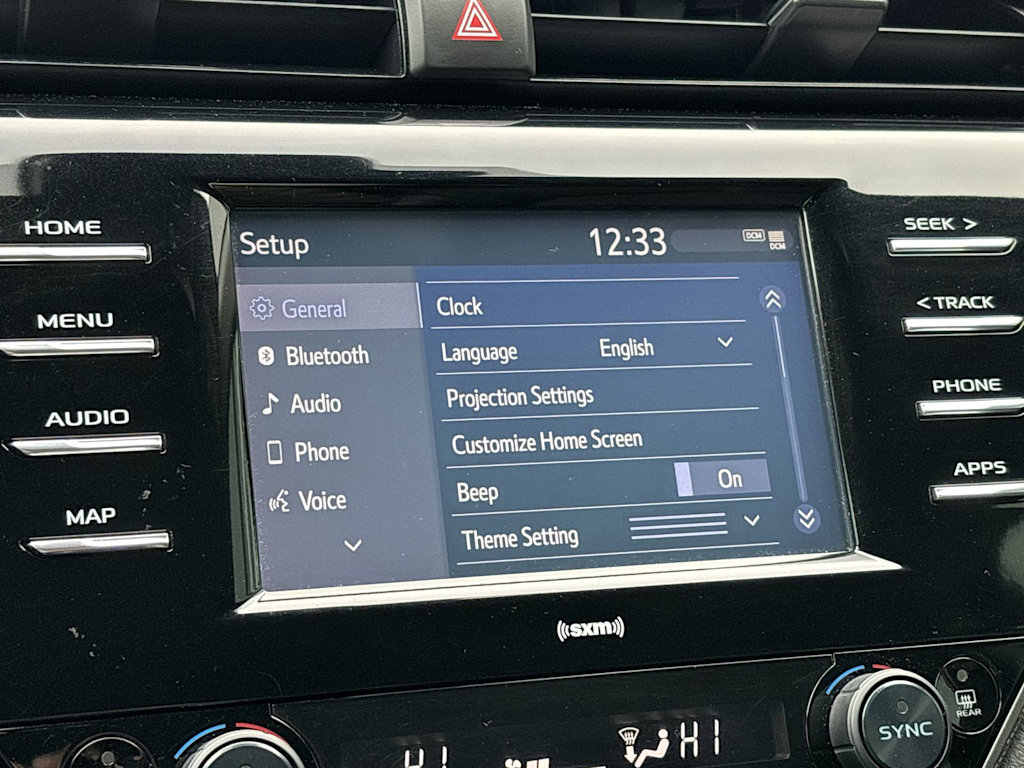 HOME
MENU
AUDIO
MAP
Setup
12:33
DCM
DCM
General
Bluetooth
Audio
Phone
Voice
Clock
Language English
Projection Settings
Customize Home Screen
Beep On
Theme Setting
SEEK >
< TRACK
PHONE
APPS
sxm
HI
HI
SYNC
REAR